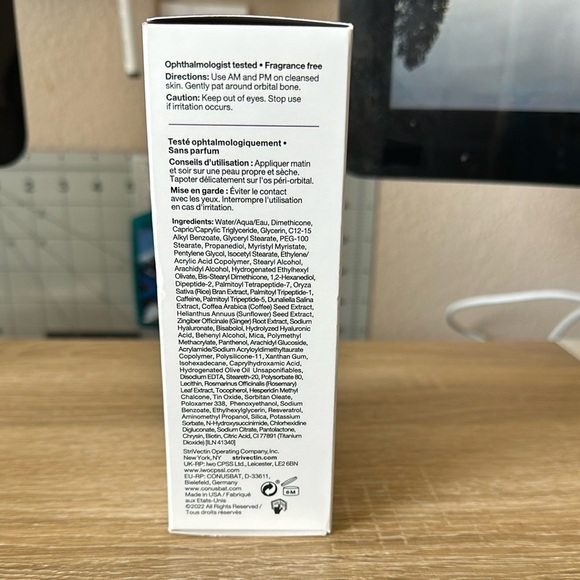 Ophthalmologist tested • Fragrance free
Directions: Use AM and PM on cleansed
skin. Gently pat around orbital bone.
Caution: Keep out of eyes. Stop use
if irritation occurs.
Testé ophtalmologiquement •
Sans parfum
Conseils d'utilisation : Appliquer matin
et soir sur une peau propre et sèche.
Tapoter délicatement sur l'os péri-orbital.
Mise en garde : Éviter le contact
avec les yeux. Interrompre l'utilisation
en cas d'irritation.
Ingredients: Water/Aqua/Eau, Dimethicone,
Capric/Caprylic Triglyceride, Glycerin, C12-15
Alkyl Benzoate, Glyceryl Stearate, PEG-100
Stearate, Propanediol, Myristyl Myristate,
Pentylene Glycol, Isocetyl Stearate, Ethylene/
Acrylic Acid Copolymer, Stearyl Alcohol,
Arachidyl Alcohol, Hydrogenated Ethylhexyl
Olivate, Bis-Stearyl Dimethicone, 1,2-Hexanediol,
Dipeptide-2, Palmitoyl Tetrapeptide-7, Oryza
Sativa (Rice) Bran Extract, Palmitoyl Tripeptide-1,
Caffeine, Palmitoyl Tripeptide-5, Dunaliella Salina
Extract, Coffea Arabica (Coffee) Seed Extract,
Helianthus Annuus (Sunflower) Seed Extract,
Zingiber Officinale (Ginger) Root Extract, Sodium
Hyaluronate, Bisabolol, Hydrolyzed Hyaluronic
Acid, Behenyl Alcohol, Mica, Polymethyl
Methacrylate, Panthenol, Arachidyl Glucoside,
Acrylamide/Sodium Acryloyldimethyltaurate
Copolymer, Polysilicone-11, Xanthan Gum,
Isohexadecane, Caprylhydroxamic Acid,
Hydrogenated Olive Oil Unsaponifiables,
Disodium EDTA, Steareth-20, Polysorbate 80,
Lecithin, Rosmarinus Officinalis (Rosemary)
Leaf Extract, Tocopherol, Hesperidin Methyl
Chalcone, Tin Oxide, Sorbitan Oleate,
Poloxamer 338, Phenoxyethanol, Sodium
Benzoate, Ethylhexylglycerin, Resveratrol,
Aminomethyl Propanol, Silica, Potassium
Sorbate, N-Hydroxysuccinimide, Chlorhexidine
Digluconate, Sodium Citrate, Pantolactone,
Chrysin, Biotin, Citric Acid, CI 77891 (Titanium
Dioxide) [ILN 41340]
StriVectin Operating Company, Inc.
New York, NY strivectin.com
UK-RP: Iwo CPSS Ltd., Leicester, LE2 6BN
www.iwocpssl.com
EU-RP: CONUSBAT, D-33611,
Bielefeld, Germany
www.conusbat.com
Made in USA / Fabriqué
aux Etats-Unis
©2022 All Rights Reserved /
Tous droits réservés
6 M
1 2 3 4